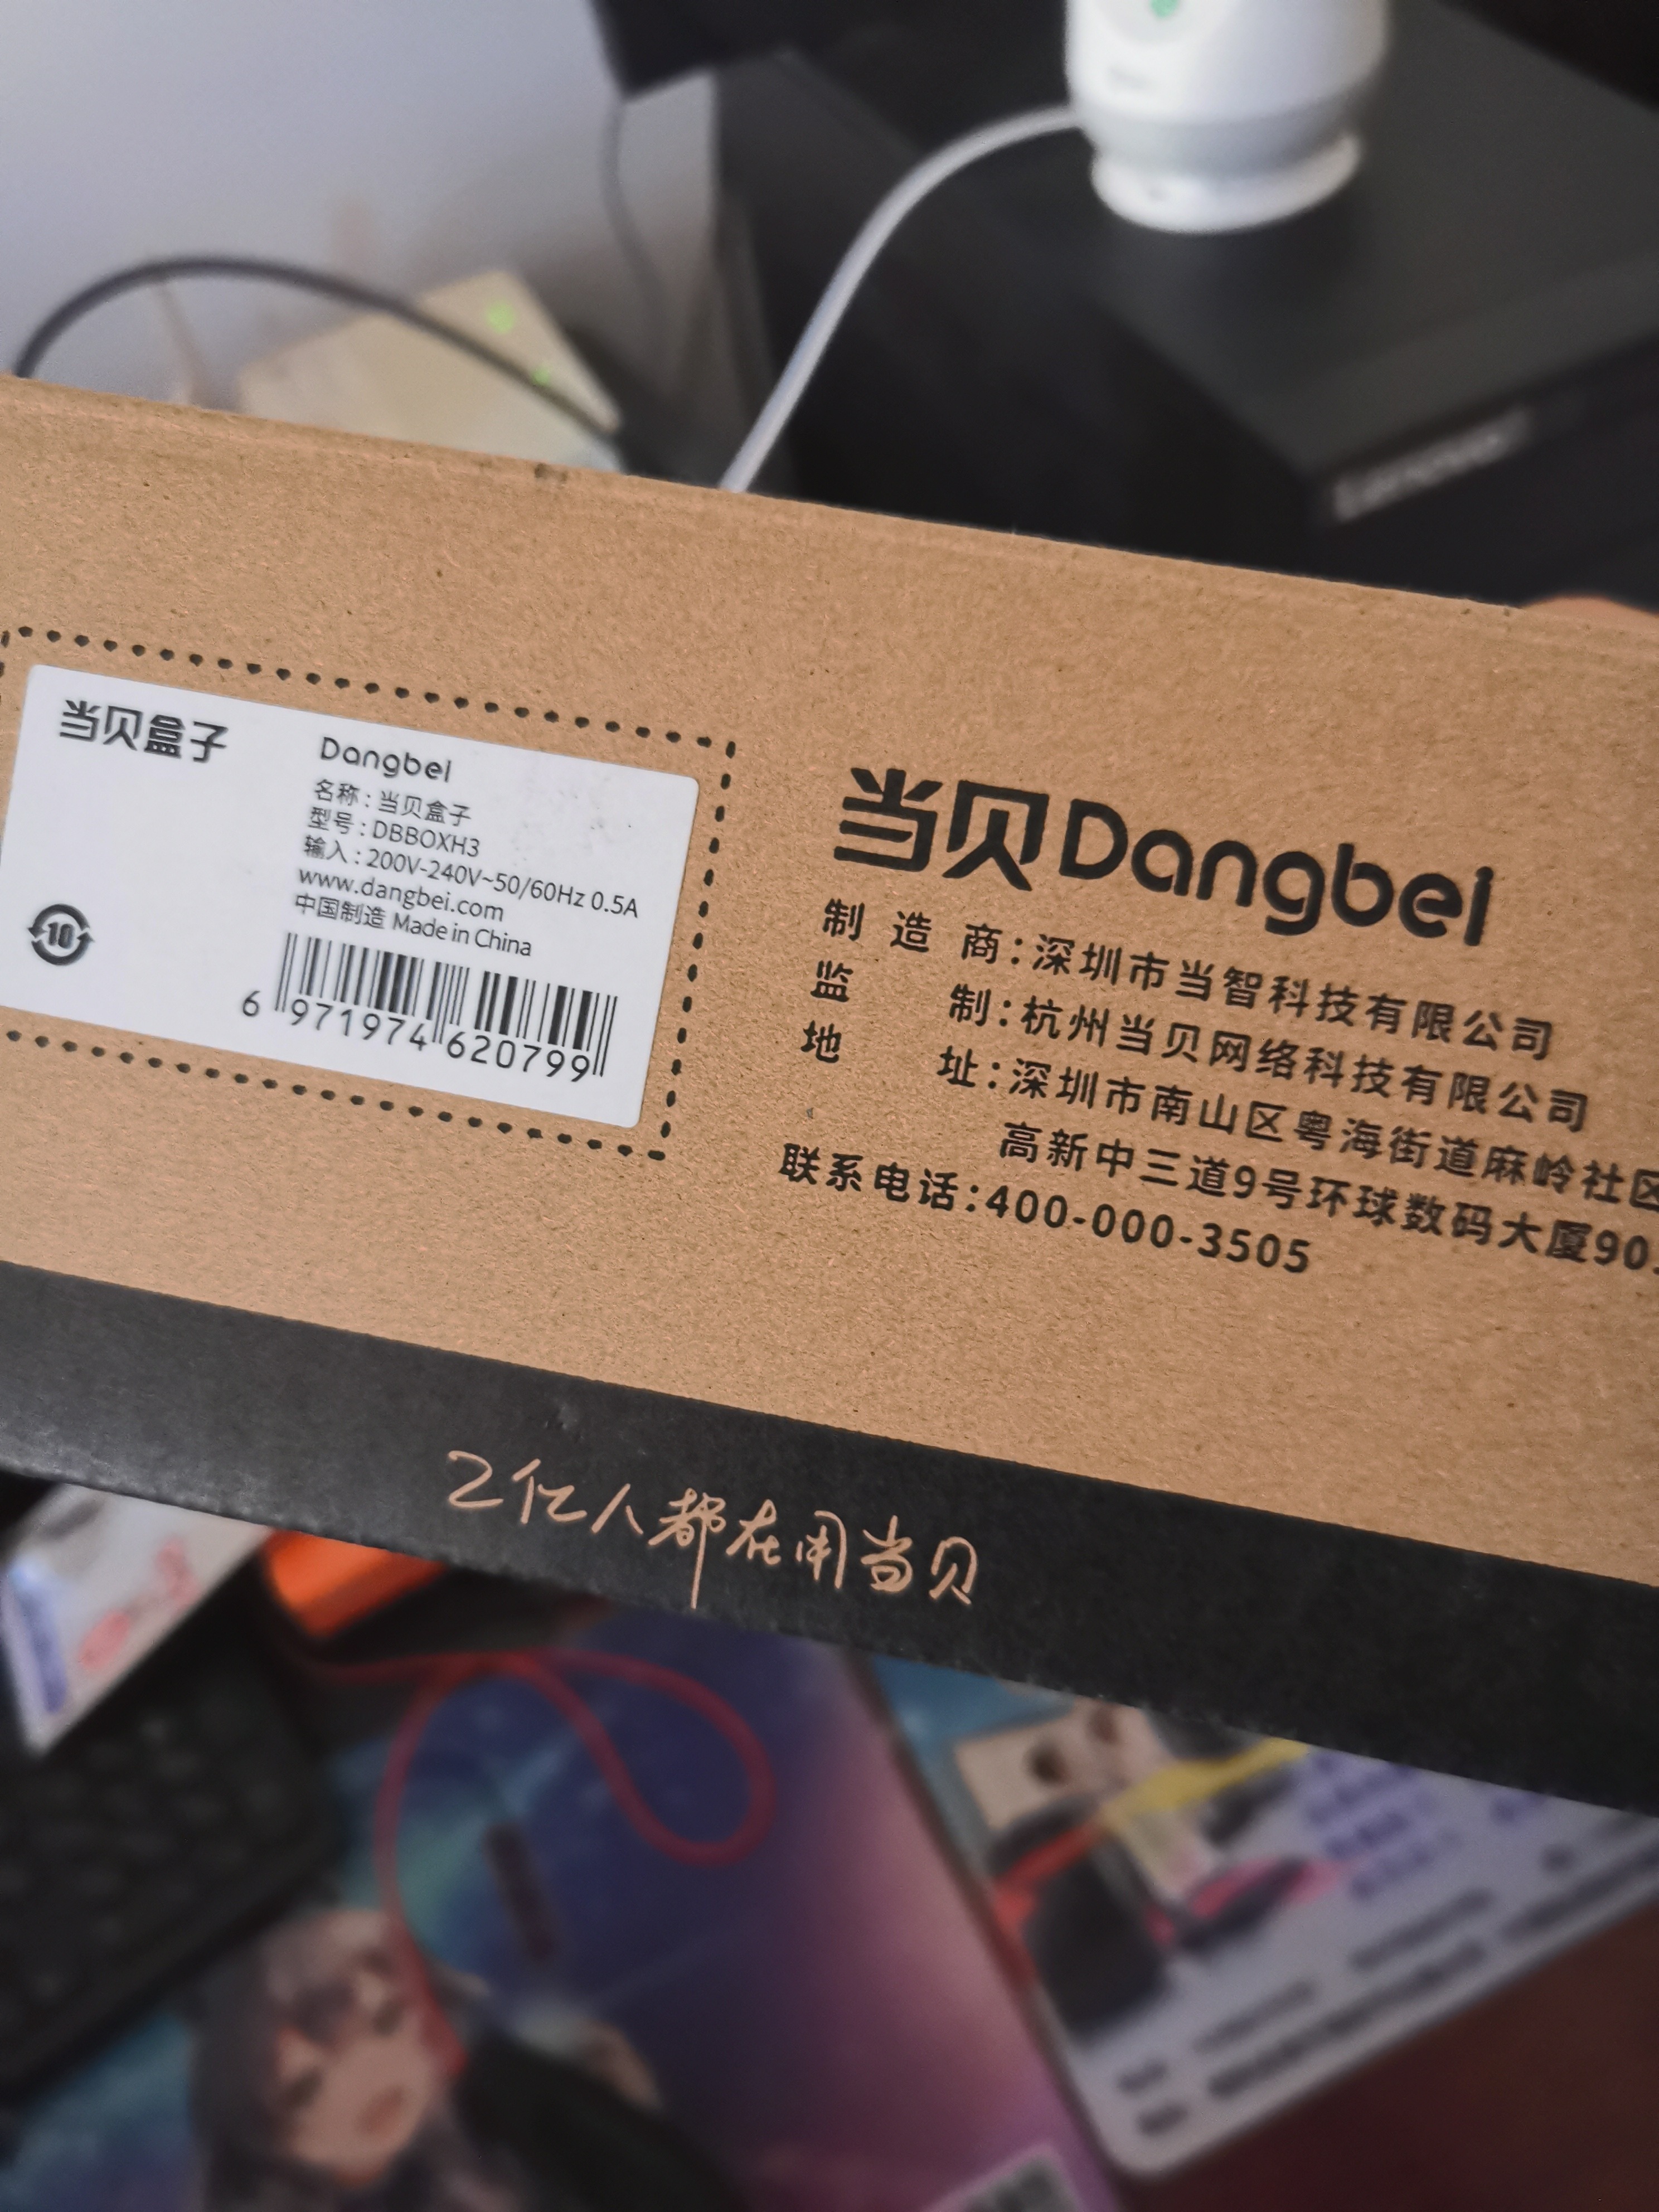 当贝盒子
Dangbei
名称：当贝盒子
型号：DBBOXH3
输入：200V-240V~50/60Hz 0.5A
www.dangbei.com
中国制造 Made in China
10
6 971974 620799
当贝Dangbei
制造商：深圳市当智科技有限公司
监制：杭州当贝网络科技有限公司
地址：深圳市南山区粤海街道麻岭社区
高新中三道9号环球数码大厦90
联系电话：400-000-3505
2亿人都在用当贝
Lenovo